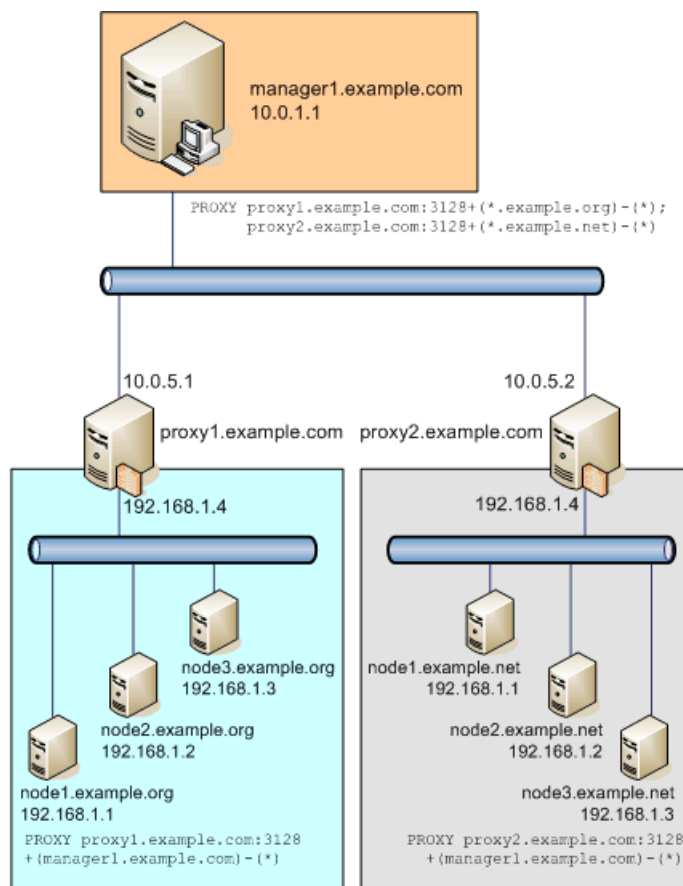 manager1.example.com
10.0.1.1
PROXY proxy1.example.com:3128+(*.example.org)-(*);
proxy2.example.com:3128+(*.example.net)-(*)
10.0.5.1
10.0.5.2
proxy1.example.com
proxy2.example.com
192.168.1.4
192.168.1.4
node3.example.org
192.168.1.3
node2.example.org
192.168.1.2
node1.example.org
192.168.1.1
PROXY proxy1.example.com:3128
+(manager1.example.com)-(*)
node1.example.net
192.168.1.1
node2.example.net
192.168.1.2
node3.example.net
192.168.1.3
PROXY proxy2.example.com:3128
+(manager1.example.com)-(*)